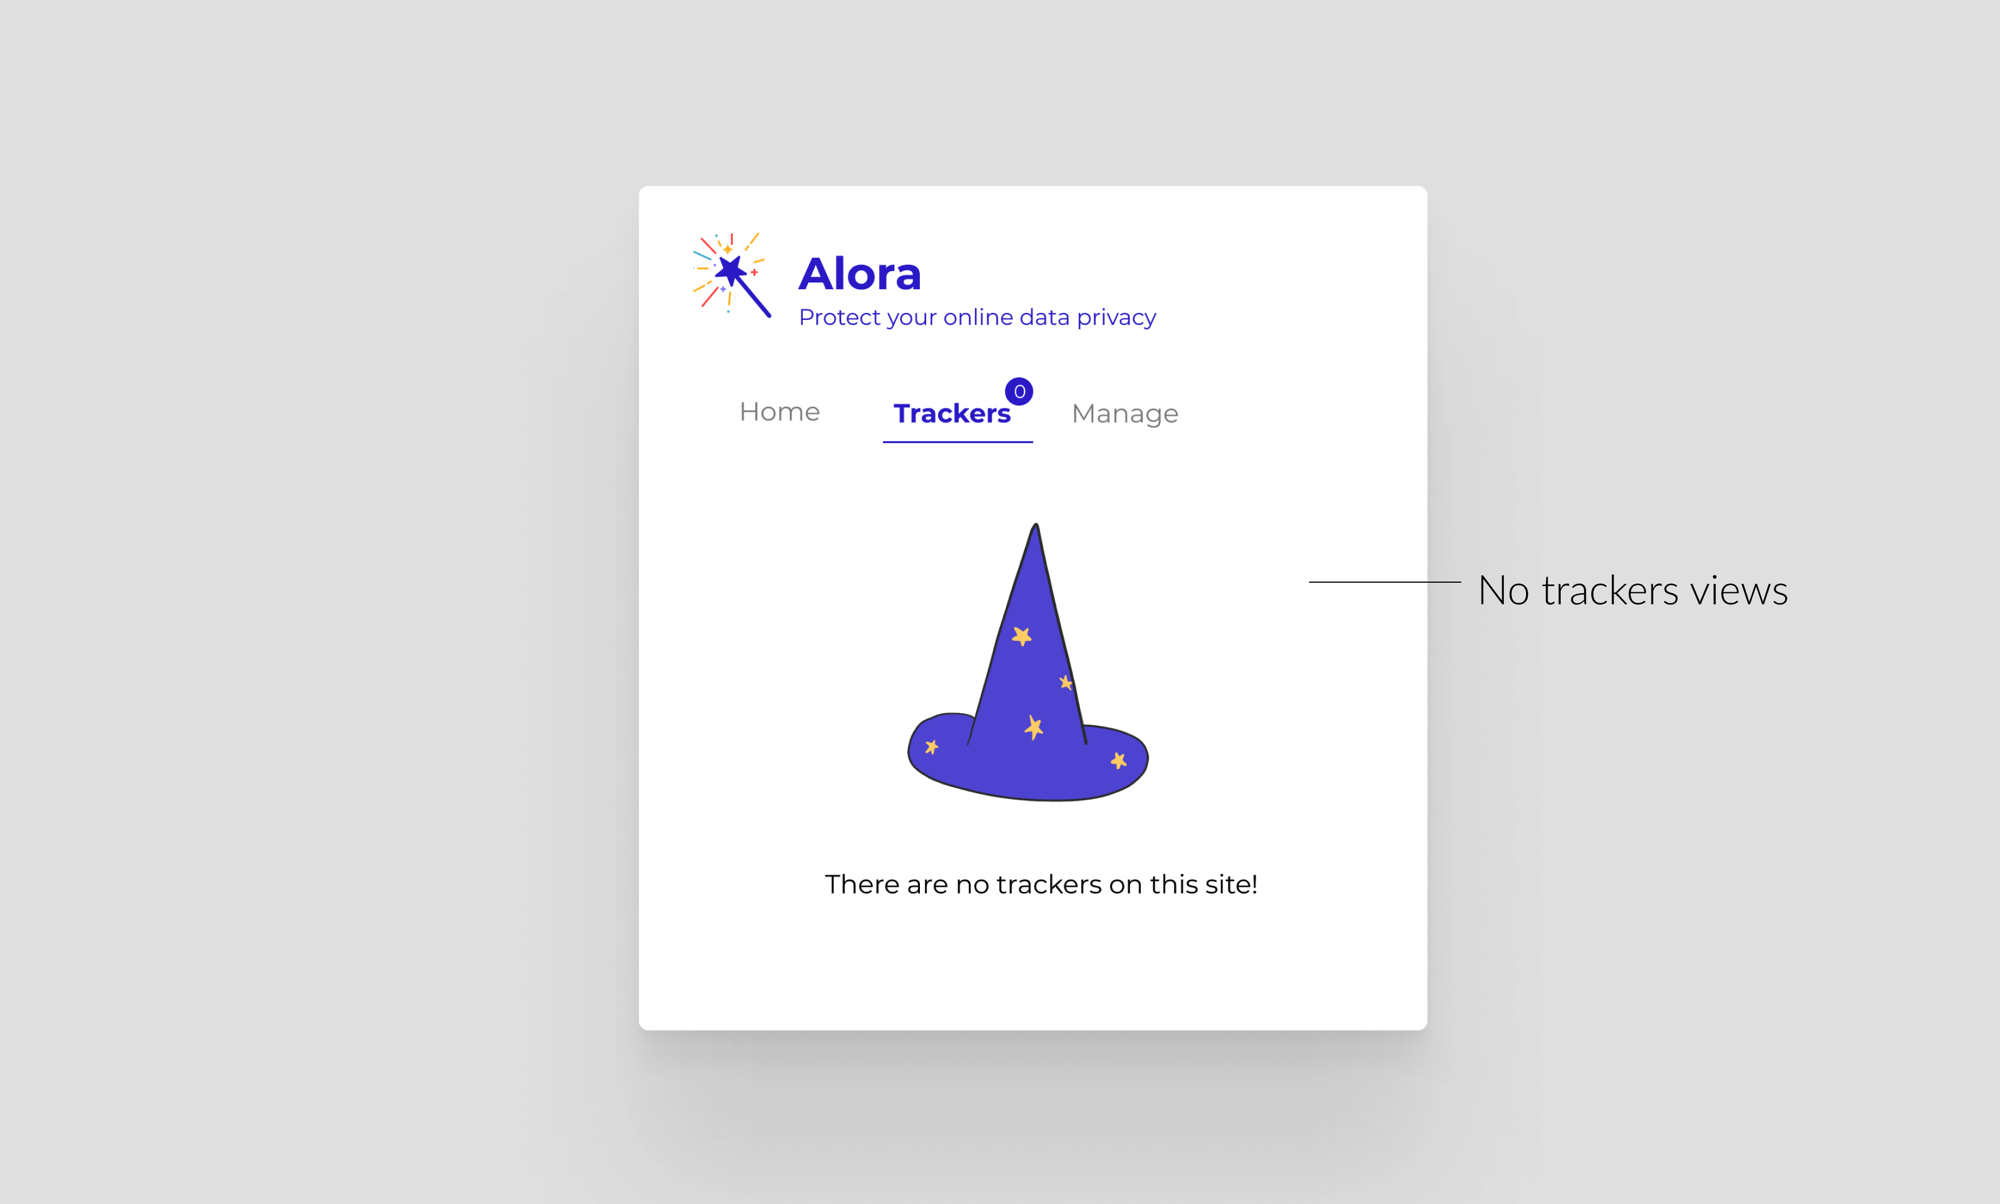 Alora
Protect your online data privacy
Home Trackers 0 Manage
No trackers views
There are no trackers on this site!